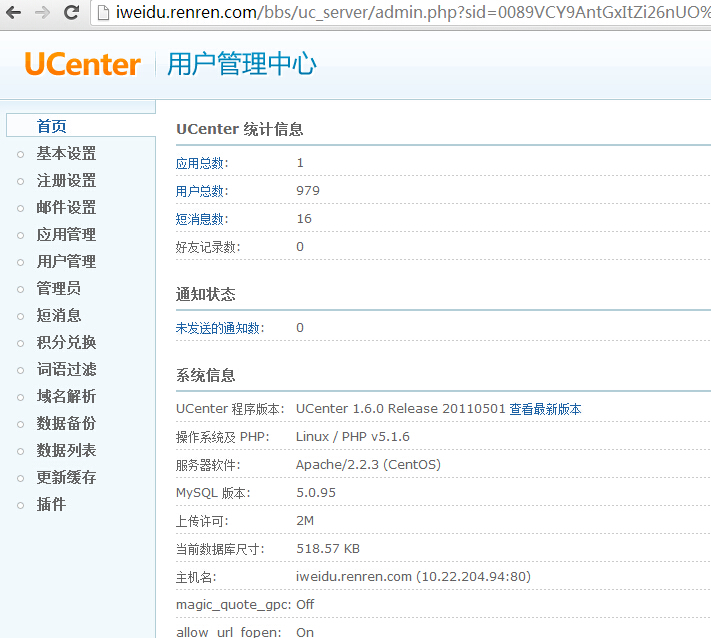 iweidu.renren.com/bbs/uc_server/admin.php?sid=0089VCY9AntGxItZi26nUO%
UCenter 用户管理中心
首页
基本设置
注册设置
邮件设置
应用管理
用户管理
管理员
短消息
积分兑换
词语过滤
域名解析
数据备份
数据列表
更新缓存
插件
UCenter 统计信息
应用总数: 1
用户总数: 979
短消息数: 16
好友记录数: 0
通知状态
未发送的通知数: 0
系统信息
UCenter 程序版本: UCenter 1.6.0 Release 20110501 查看最新版本
操作系统及 PHP: Linux / PHP v5.1.6
服务器软件: Apache/2.2.3 (CentOS)
MySQL 版本: 5.0.95
上传许可: 2M
当前数据库尺寸: 518.57 KB
主机名: iweidu.renren.com (10.22.204.94:80)
magic_quote_gpc: Off
allow_url_fopen: On